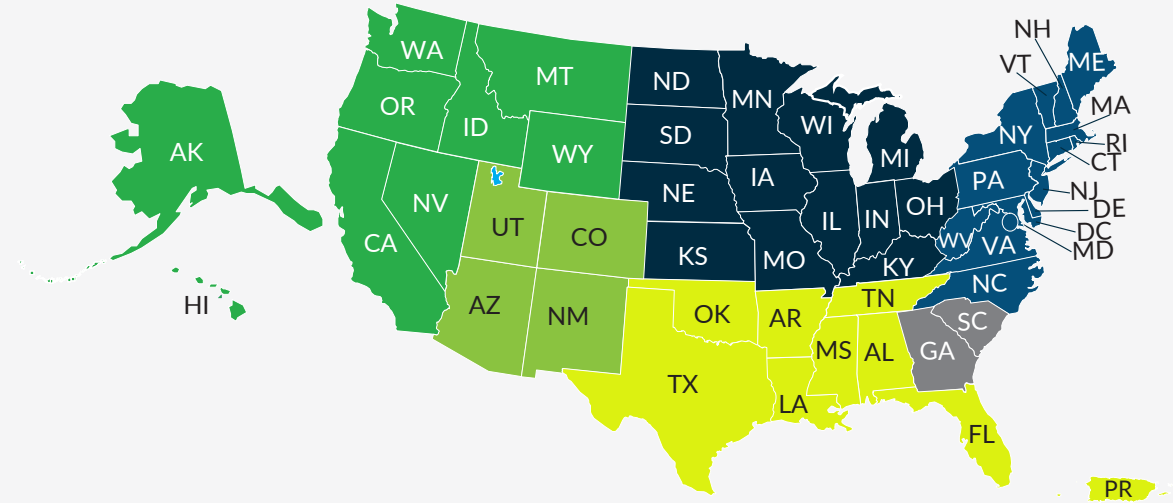 NH
WA
ME
VT
MT
ND
MN
OR
MA
ID
WI
NY
SD
RI
AK
WY
MI
CT
IA
PA
NE
NJ
NV
OH
DE
IL
IN
UT
DC
CO
CA
WV
VA
MD
KS
MO
KY
NC
HI
AZ
TN
NM
OK
AR
SC
MS
AL
GA
TX
LA
FL
PR